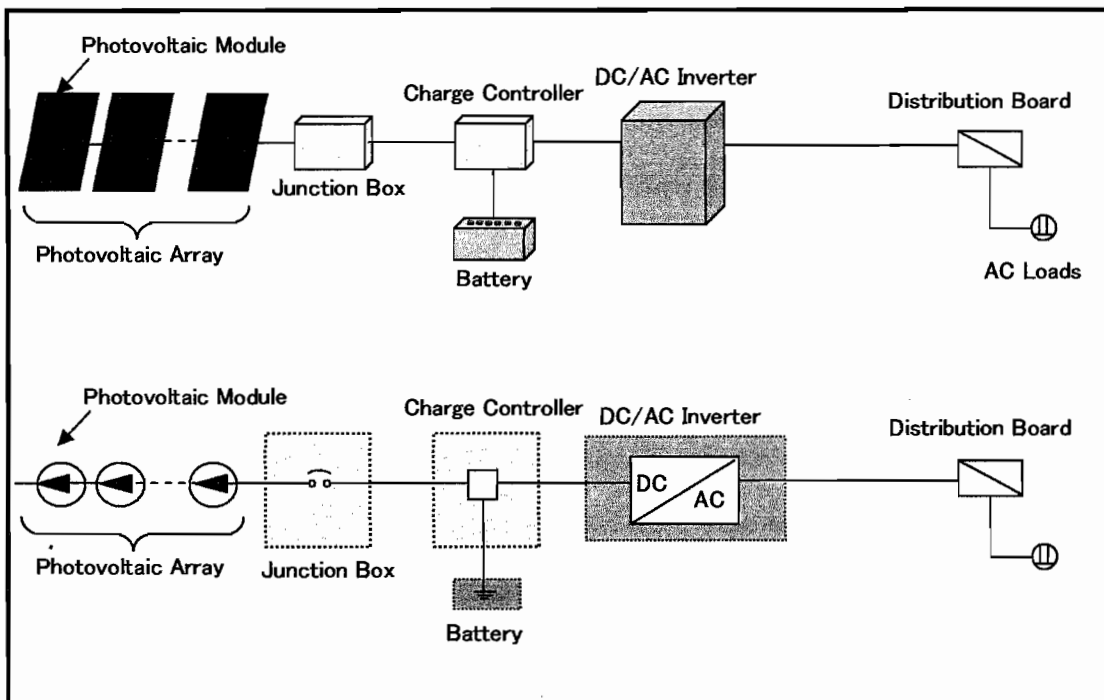 Photovoltaic Module
DC/AC Inverter
Charge Controller
Distribution Board
Junction Box
Photovoltaic Array
Battery
AC Loads
Photovoltaic Module
Charge Controller
DC/AC Inverter
Distribution Board
DC
AC
Photovoltaic Array
Junction Box
Battery